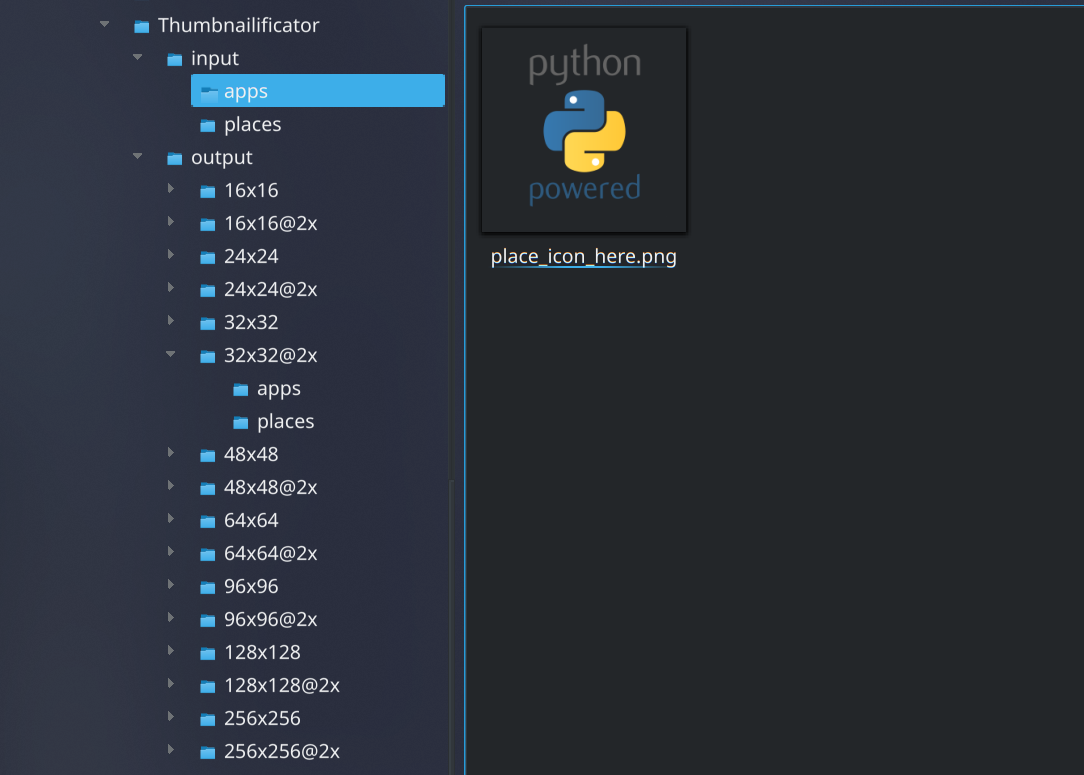 Thumbnailificator
input
apps
places
output
16x16
16x16@2x
24x24
24x24@2x
32x32
32x32@2x
apps
places
48x48
48x48@2x
64x64
64x64@2x
96x96
96x96@2x
128x128
128x128@2x
256x256
256x256@2x
python
powered
place_icon_here.png